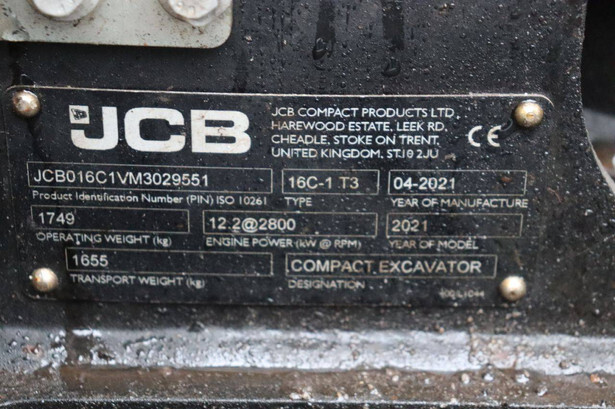 JCB
JCB COMPACT PRODUCTS LTD
HAREWOOD ESTATE, LEEK RD,
CHEADLE, STOKE ON TRENT,
UNITED KINGDOM, ST10 2JU
CE
JCB016C1VM3029551
Product Identification Number (PIN) ISO 10261
16C-1 T3
TYPE
04-2021
YEAR OF MANUFACTURE
1749
OPERATING WEIGHT (kg)
12.2@2800
ENGINE POWER (kW @ RPM)
2021
YEAR OF MODEL
1655
TRANSPORT WEIGHT (kg)
COMPACT EXCAVATOR
DESIGNATION